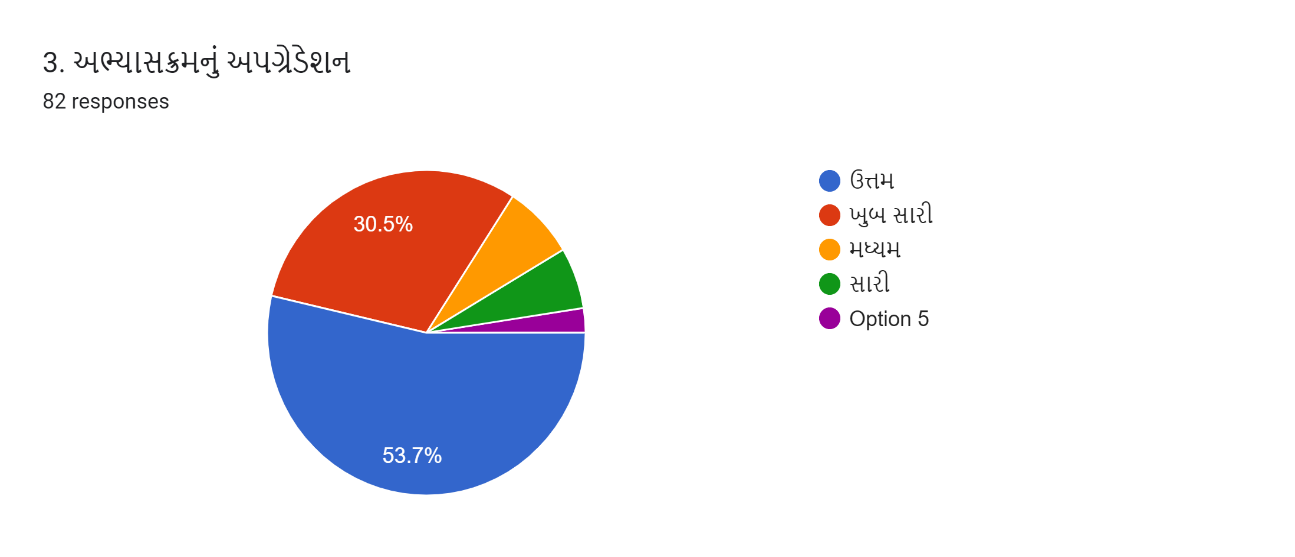 3. અભ્યાસક્રમનું અપગ્રેડેશન
82 responses
ઉત્તમ
ખુબ સારી
મધ્યમ
સારી
Option 5
30.5%
53.7%